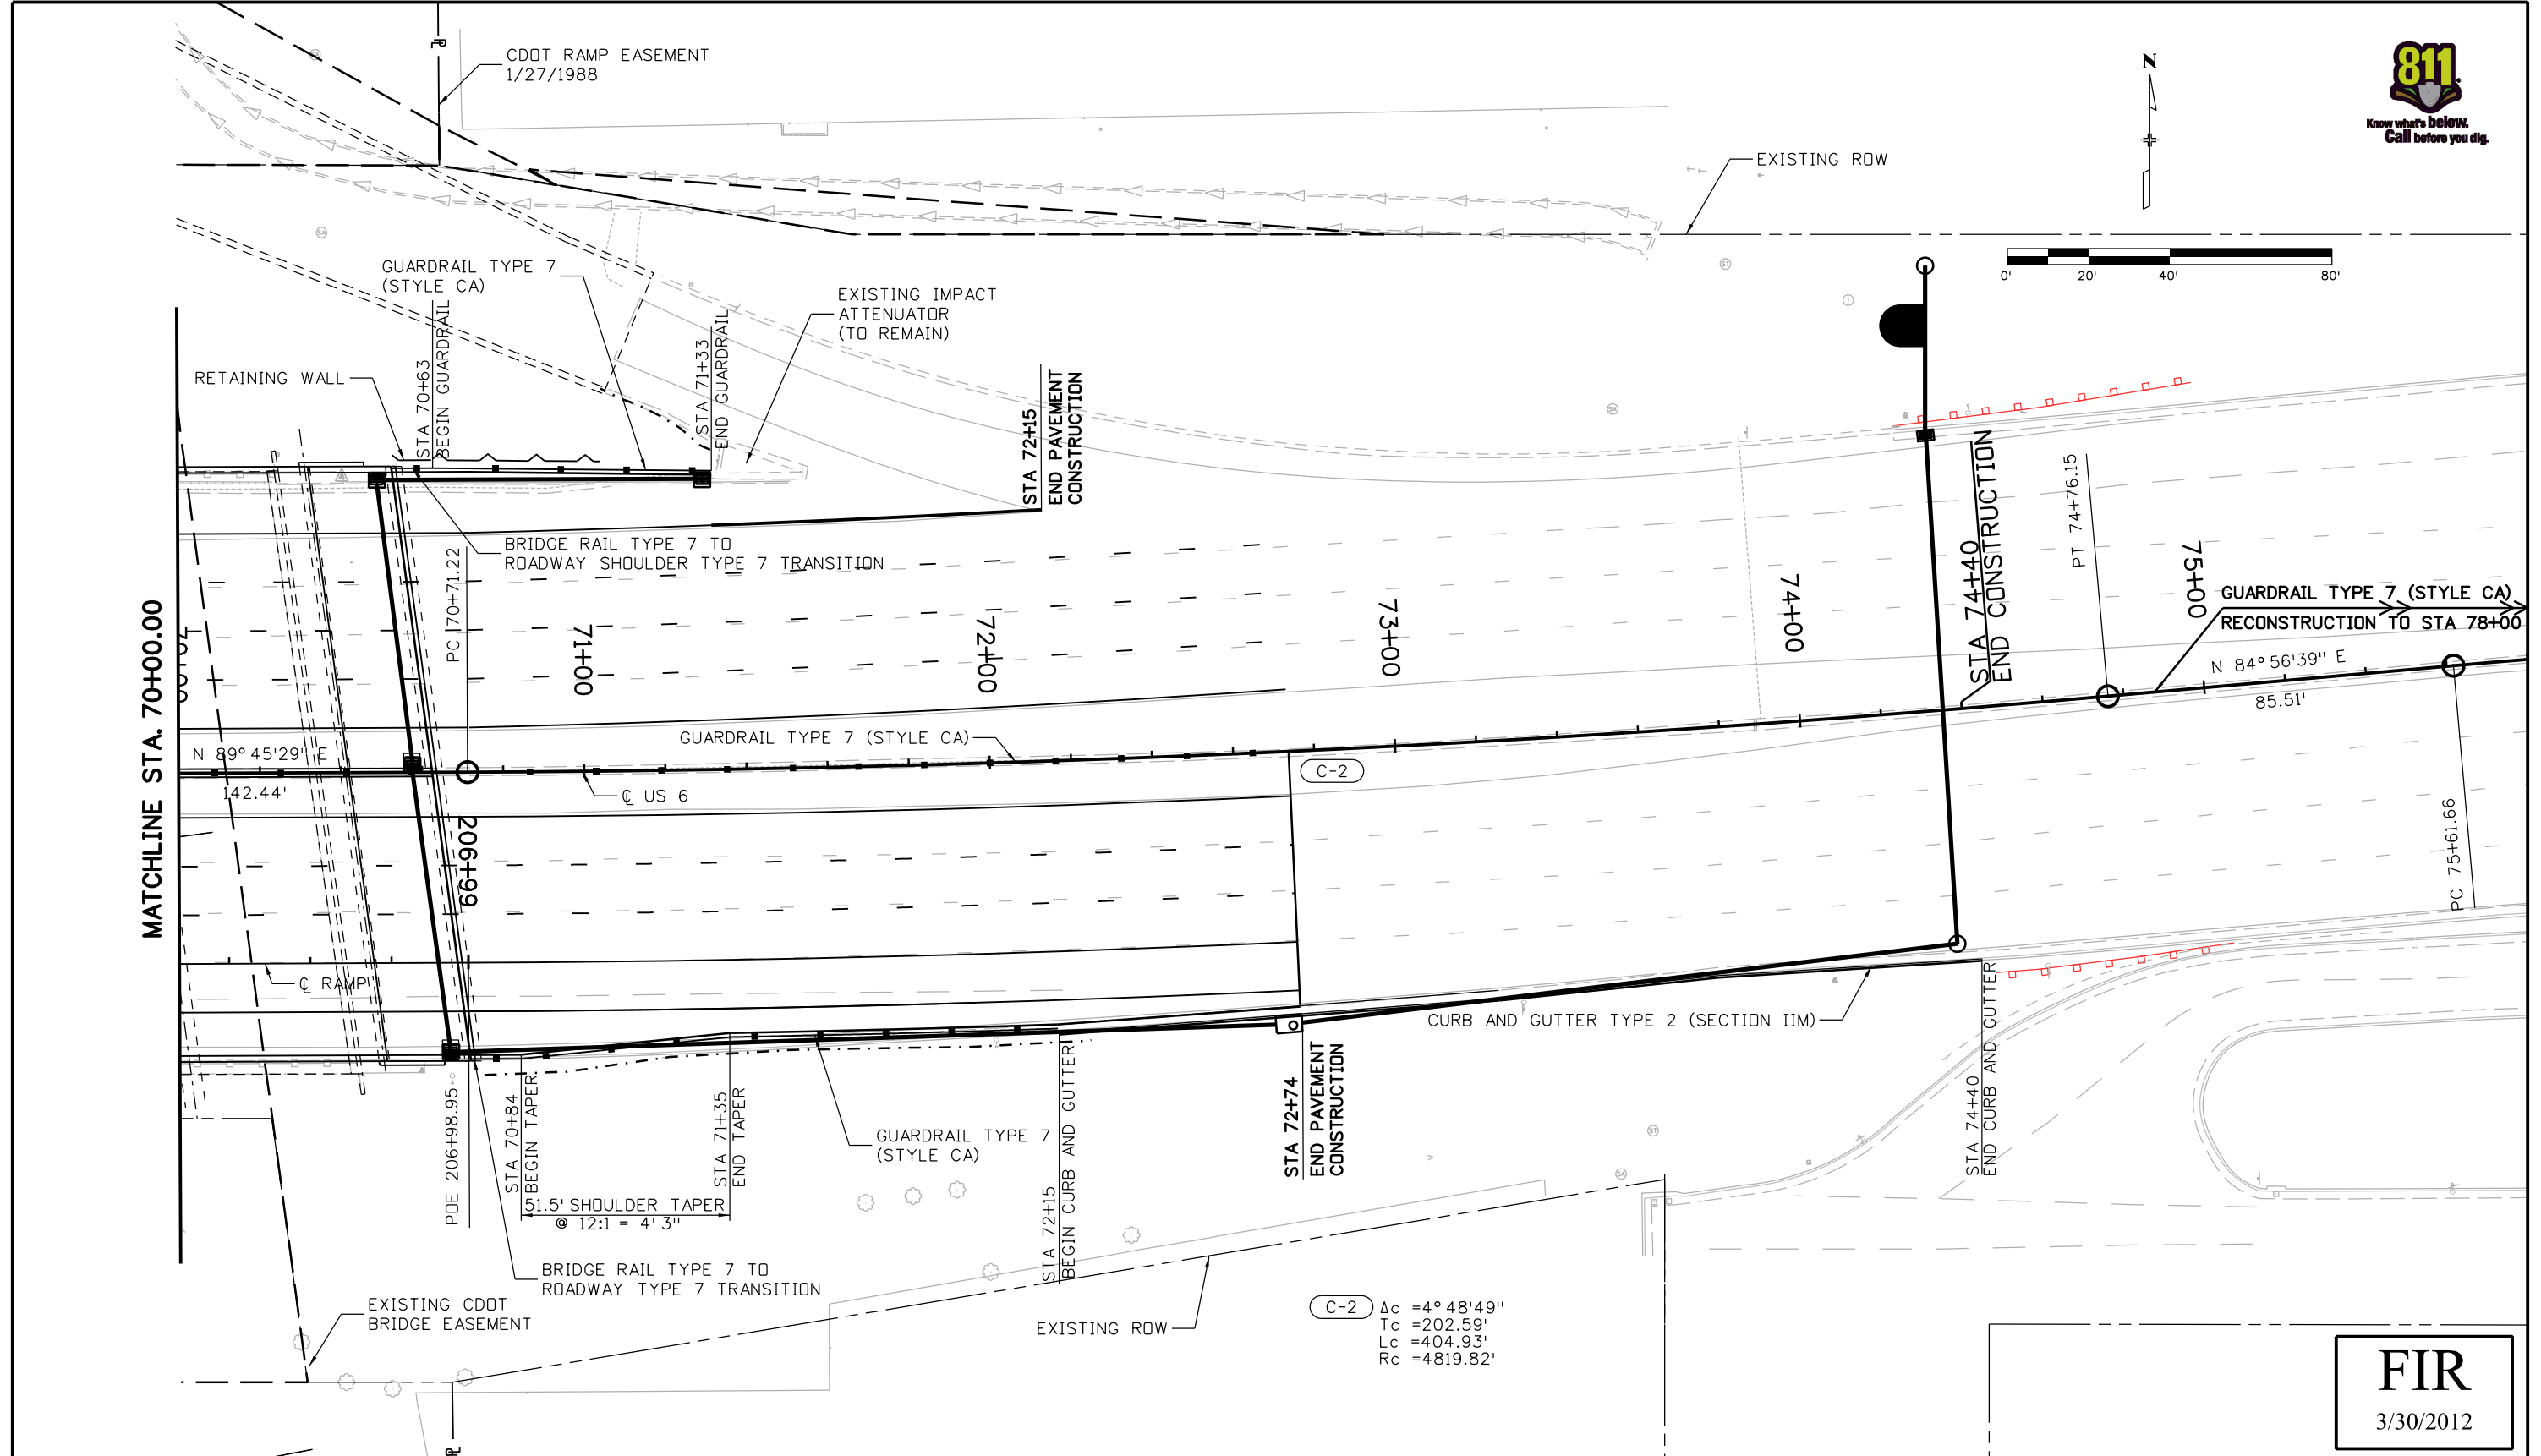 CDOT RAMP EASEMENT
1/27/1988
PL
N
811
Know what's below.
Call before you dig.
EXISTING ROW
0'
20'
40'
80'
GUARDRAIL TYPE 7
(STYLE CA)
EXISTING IMPACT
ATTENUATOR
(TO REMAIN)
RETAINING WALL
STA 70+63
BEGIN GUARDRAIL
STA 71+33
END GUARDRAIL
STA 72+15
END PAVEMENT
CONSTRUCTION
BRIDGE RAIL TYPE 7 TO
ROADWAY SHOULDER TYPE 7 TRANSITION
PC 70+71.22
MATCHLINE STA. 70+00.00
71+00
72+00
73+00
74+00
STA 74+40
END CONSTRUCTION
PT 74+76.15
75+00
GUARDRAIL TYPE 7 (STYLE CA)
RECONSTRUCTION TO STA 78+00
N 84°56'39" E
85.51'
N 89°45'29" E
142.44'
GUARDRAIL TYPE 7 (STYLE CA)
C-2
℄ US 6
206+99
PC 75+61.66
℄ RAMP
CURB AND GUTTER TYPE 2 (SECTION IIM)
POE 206+98.95
STA 70+84
BEGIN TAPER
STA 71+35
END TAPER
51.5' SHOULDER TAPER
@ 12:1 = 4'3"
GUARDRAIL TYPE 7
(STYLE CA)
STA 72+15
BEGIN CURB AND GUTTER
STA 72+74
END PAVEMENT
CONSTRUCTION
STA 74+40
END CURB AND GUTTER
BRIDGE RAIL TYPE 7 TO
ROADWAY TYPE 7 TRANSITION
EXISTING CDOT
BRIDGE EASEMENT
EXISTING ROW
C-2
Δc =4°48'49"
Tc =202.59'
Lc =404.93'
Rc =4819.82'
FIR
3/30/2012